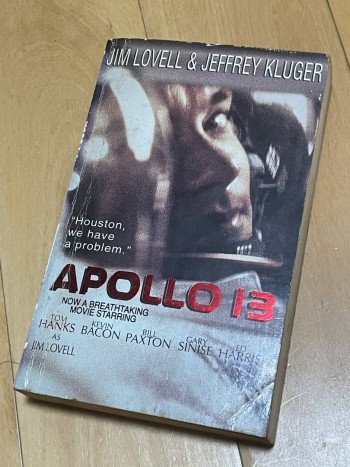 JIM LOVELL & JEFFREY KLUGER
"Houston,
we have
a problem."
APOLLO 13
NOW A BREATHTAKING
MOVIE STARRING
TOM HANKS AS JIM LOVELL
KEVIN BACON
BILL PAXTON
GARY SINISE
ED HARRIS